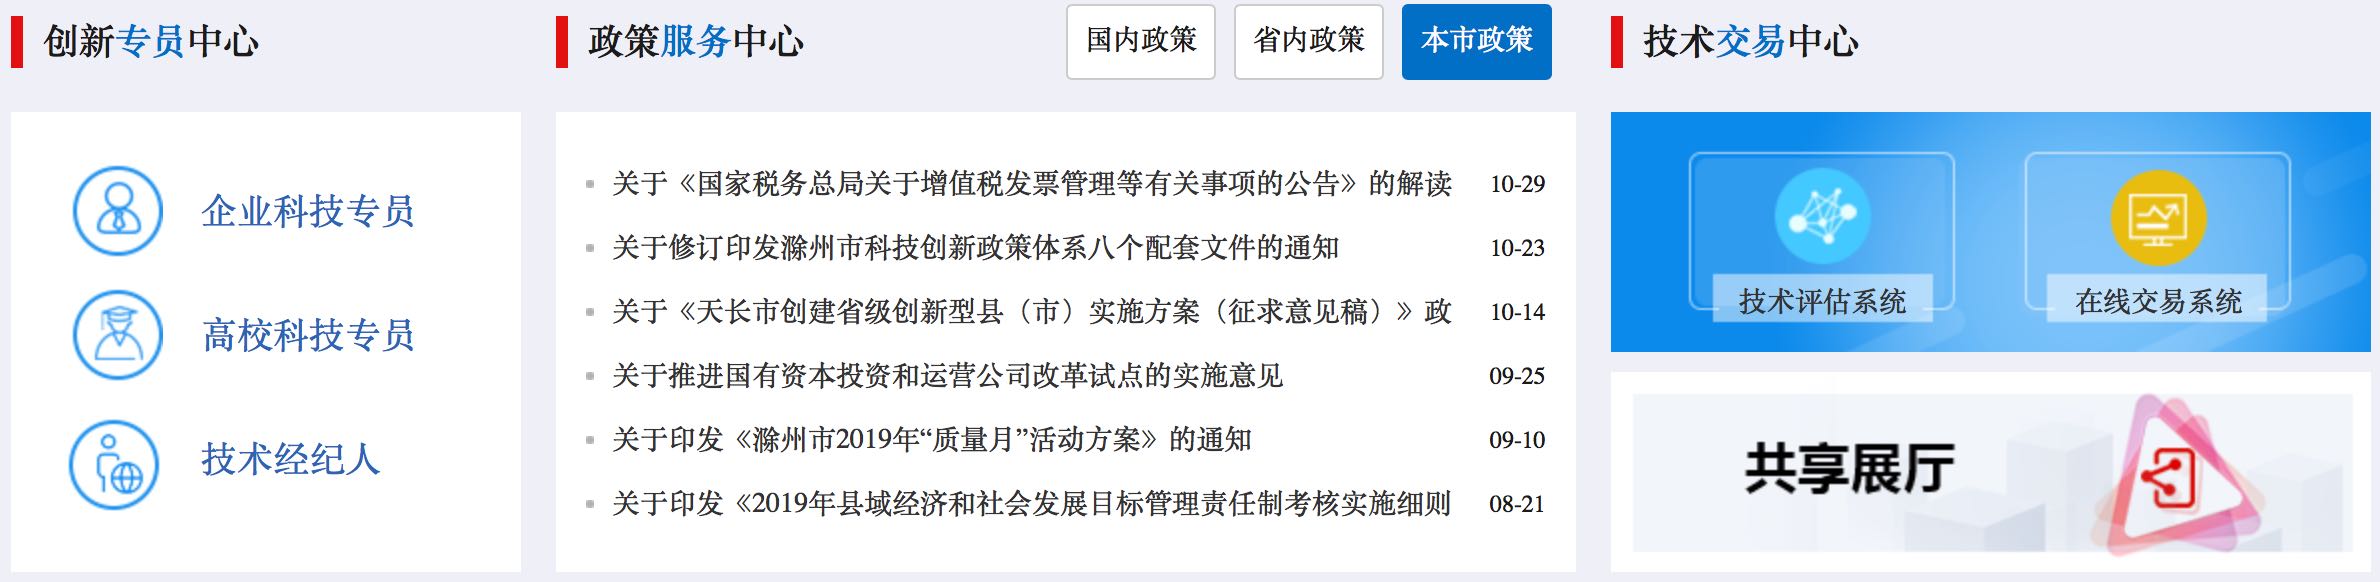 创新专员中心
企业科技专员
高校科技专员
技术经纪人
政策服务中心
国内政策
省内政策
本市政策
关于《国家税务总局关于增值税发票管理等有关事项的公告》的解读 10-29
关于修订印发滁州市科技创新政策体系八个配套文件的通知 10-23
关于《天长市创建省级创新型县（市）实施方案（征求意见稿）》政 10-14
关于推进国有资本投资和运营公司改革试点的实施意见 09-25
关于印发《滁州市2019年“质量月”活动方案》的通知 09-10
关于印发《2019年县域经济和社会发展目标管理责任制考核实施细则 08-21
技术交易中心
技术评估系统
在线交易系统
共享展厅